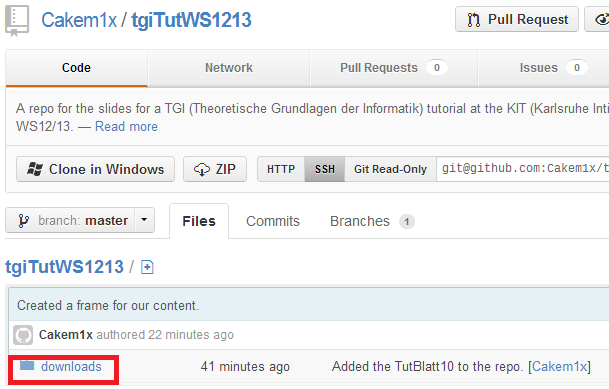 Cakem1x / tgiTutWS1213
Pull Request
Code Network Pull Requests 0 Issues 0
A repo for the slides for a TGI (Theoretische Grundlagen der Informatik) tutorial at the KIT (Karlsruhe Inti
WS12/13. — Read more
Clone in Windows ZIP HTTP SSH Git Read-Only git@github.com:Cakem1x/t
branch: master Files Commits Branches 1
tgiTutWS1213 /
Created a frame for our content.
Cakem1x authored 22 minutes ago
downloads 41 minutes ago Added the TutBlatt10 to the repo. [Cakem1x]